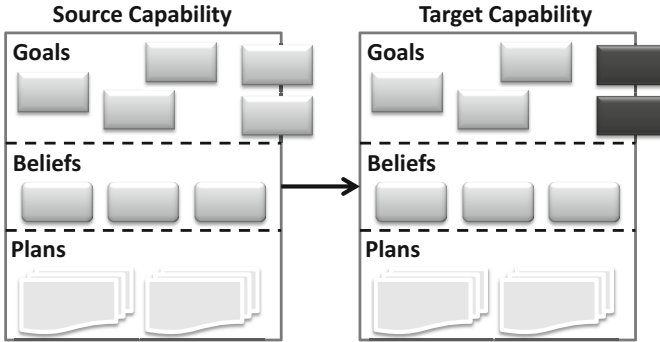 Source Capability
Target Capability
Goals
Goals
Beliefs
Beliefs
Plans
Plans